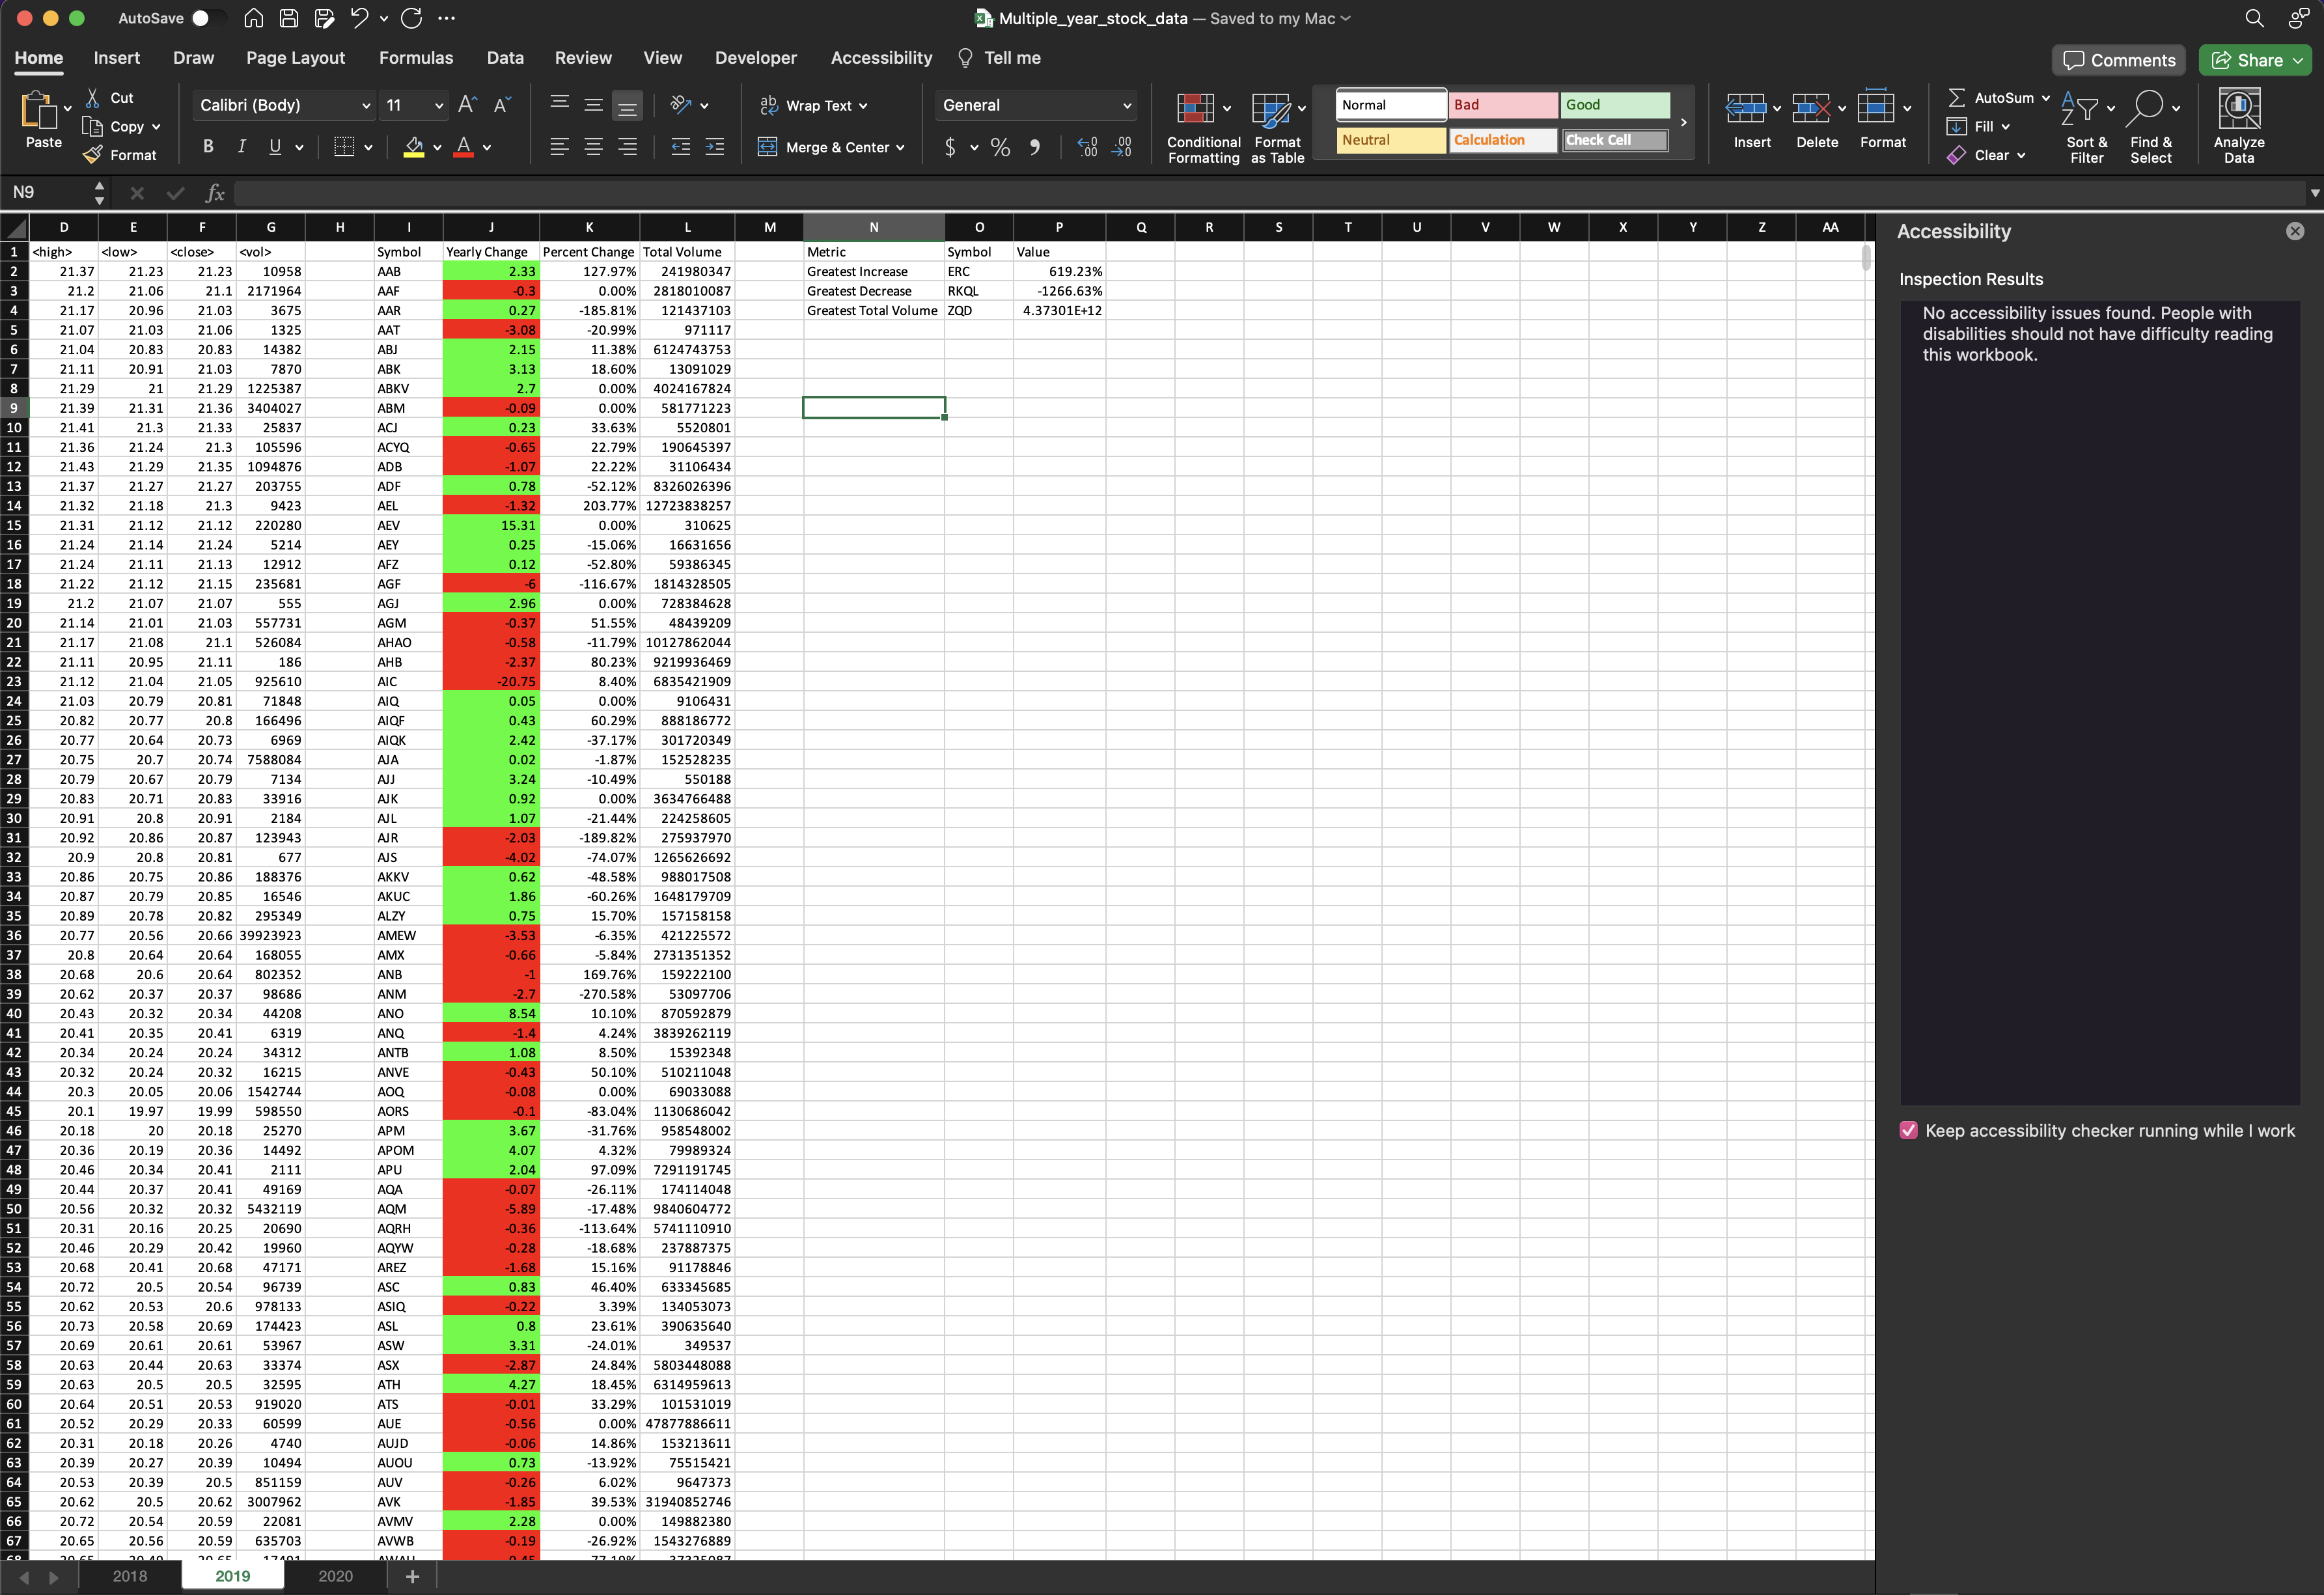 AutoSave
Multiple_year_stock_data — Saved to my Mac
Home Insert Draw Page Layout Formulas Data Review View Developer Accessibility Tell me Comments Share
Cut
Copy
Format
Paste
Calibri (Body) 11
B I U
Wrap Text
Merge & Center
General
Conditional Formatting
Format as Table
Normal Bad Good
Neutral Calculation Check Cell
Insert Delete Format
AutoSum
Fill
Clear
Sort & Filter
Find & Select
Analyze Data
N9 fx
D E F G H I J K L M N O P Q R S T U V W X Y Z AA
1 <high> <low> <close> <vol> Symbol Yearly Change Percent Change Total Volume Metric Symbol Value
2 21.37 21.23 21.23 10958 AAB 2.33 127.97% 241980347 Greatest Increase ERC 619.23%
3 21.2 21.06 21.1 2171964 AAF -0.3 0.00% 2818010087 Greatest Decrease RKQL -1266.63%
4 21.17 20.96 21.03 3675 AAR 0.27 -185.81% 121437103 Greatest Total Volume ZQD 4.37301E+12
5 21.07 21.03 21.06 1325 AAT -3.08 -20.99% 971117
6 21.04 20.83 20.83 14382 ABJ 2.15 11.38% 6124743753
7 21.11 20.91 21.03 7870 ABK 3.13 18.60% 13091029
8 21.29 21 21.29 1225387 ABKV 2.7 0.00% 4024167824
9 21.39 21.31 21.36 3404027 ABM -0.09 0.00% 581771223
10 21.41 21.3 21.33 25837 ACJ 0.23 33.63% 5520801
11 21.36 21.24 21.3 105596 ACYQ -0.65 22.79% 190645397
12 21.43 21.29 21.35 1094876 ADB -1.07 22.22% 31106434
13 21.37 21.27 21.27 203755 ADF 0.78 -52.12% 8326026396
14 21.32 21.18 21.3 9423 AEL -1.32 203.77% 12723838257
15 21.31 21.12 21.12 220280 AEV 15.31 0.00% 310625
16 21.24 21.14 21.24 5214 AEY 0.25 -15.06% 16631656
17 21.24 21.11 21.13 12912 AFZ 0.12 -52.80% 59386345
18 21.22 21.12 21.15 235681 AGF -6 -116.67% 1814328505
19 21.2 21.07 21.07 555 AGJ 2.96 0.00% 728384628
20 21.14 21.01 21.03 557731 AGM -0.37 51.55% 48439209
21 21.17 21.08 21.1 526084 AHAO -0.58 -11.79% 10127862044
22 21.11 20.95 21.11 186 AHB -2.37 80.23% 9219936469
23 21.12 21.04 21.05 925610 AIC -20.75 8.40% 6835421909
24 21.03 20.79 20.81 71848 AIQ 0.05 0.00% 9106431
25 20.82 20.77 20.8 166496 AIQF 0.43 60.29% 888186772
26 20.77 20.64 20.73 6969 AIQK 2.42 -37.17% 301720349
27 20.75 20.7 20.74 7588084 AJA 0.02 -1.87% 152528235
28 20.79 20.67 20.79 7134 AJJ 3.24 -10.49% 550188
29 20.83 20.71 20.83 33916 AJK 0.92 0.00% 3634766488
30 20.91 20.8 20.91 2184 AJL 1.07 -21.44% 224258605
31 20.92 20.86 20.87 123943 AJR -2.03 -189.82% 275937970
32 20.9 20.8 20.81 677 AJS -4.02 -74.07% 1265626692
33 20.86 20.75 20.86 188376 AKKV 0.62 -48.58% 988017508
34 20.87 20.79 20.85 16546 AKUC 1.86 -60.26% 1648179709
35 20.89 20.78 20.82 295349 ALZY 0.75 15.70% 157158158
36 20.77 20.56 20.66 39923923 AMEW -3.53 -6.35% 421225572
37 20.8 20.64 20.64 168055 AMX -0.66 -5.84% 2731351352
38 20.68 20.6 20.64 802352 ANB -1 169.76% 159222100
39 20.62 20.37 20.37 98686 ANM -2.7 -270.58% 53097706
40 20.43 20.32 20.34 44208 ANO 8.54 10.10% 870592879
41 20.41 20.35 20.41 6319 ANQ -1.4 4.24% 3839262119
42 20.34 20.24 20.24 34312 ANTB 1.08 8.50% 15392348
43 20.32 20.24 20.32 16215 ANVE -0.43 50.10% 510211048
44 20.3 20.05 20.06 1542744 AOQ -0.08 0.00% 69033088
45 20.1 19.97 19.99 598550 AORS -0.1 -83.04% 1130686042
46 20.18 20 20.18 25270 APM 3.67 -31.76% 958548002
47 20.36 20.19 20.36 14492 APOM 4.07 4.32% 79989324
48 20.46 20.34 20.41 2111 APU 2.04 97.09% 7291191745
49 20.44 20.37 20.41 49169 AQA -0.07 -26.11% 174114048
50 20.56 20.32 20.32 5432119 AQM -5.89 -17.48% 9840604772
51 20.31 20.16 20.25 20690 AQRH -0.36 -113.64% 5741110910
52 20.46 20.29 20.42 19960 AQYW -0.28 -18.68% 237887375
53 20.68 20.41 20.68 47171 AREZ -1.68 15.16% 91178846
54 20.72 20.5 20.54 96739 ASC 0.83 46.40% 633345685
55 20.62 20.53 20.6 978133 ASIQ -0.22 3.39% 134053073
56 20.73 20.58 20.69 174423 ASL 0.8 23.61% 390635640
57 20.69 20.61 20.61 53967 ASW 3.31 -24.01% 349537
58 20.63 20.44 20.63 33374 ASX -2.87 24.84% 5803448088
59 20.63 20.5 20.5 32595 ATH 4.27 18.45% 6314959613
60 20.64 20.51 20.53 919020 ATS -0.01 33.29% 101531019
61 20.52 20.29 20.33 60599 AUE -0.56 0.00% 47877886611
62 20.31 20.18 20.26 4740 AUJD -0.06 14.86% 153213611
63 20.39 20.27 20.39 10494 AUOU 0.73 -13.92% 75515421
64 20.53 20.39 20.5 851159 AUV -0.26 6.02% 9647373
65 20.62 20.5 20.62 3007962 AVK -1.85 39.53% 31940852746
66 20.72 20.54 20.59 22081 AVMV 2.28 0.00% 149882380
67 20.65 20.56 20.59 635703 AVWB -0.19 -26.92% 1543276889
2018 2019 2020 +
Accessibility
Inspection Results
No accessibility issues found. People with
disabilities should not have difficulty reading
this workbook.
Keep accessibility checker running while I work